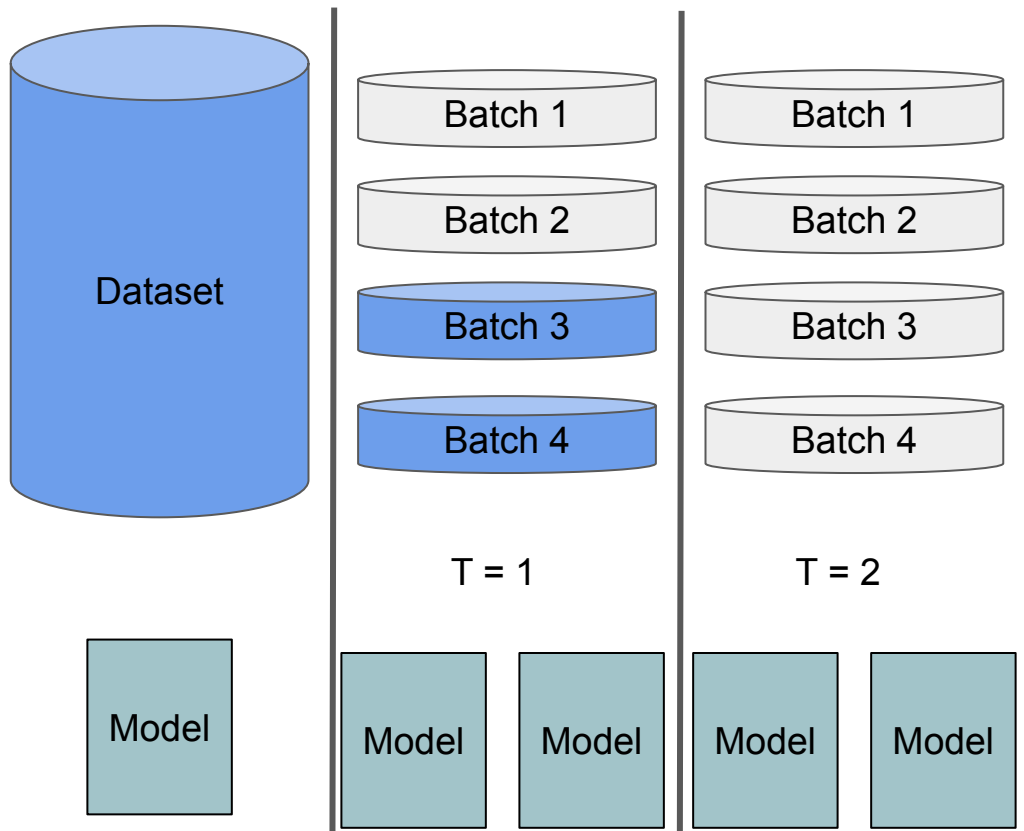 Dataset
Model
Batch 1
Batch 2
Batch 3
Batch 4
T = 1
Model
Model
Batch 1
Batch 2
Batch 3
Batch 4
T = 2
Model
Model